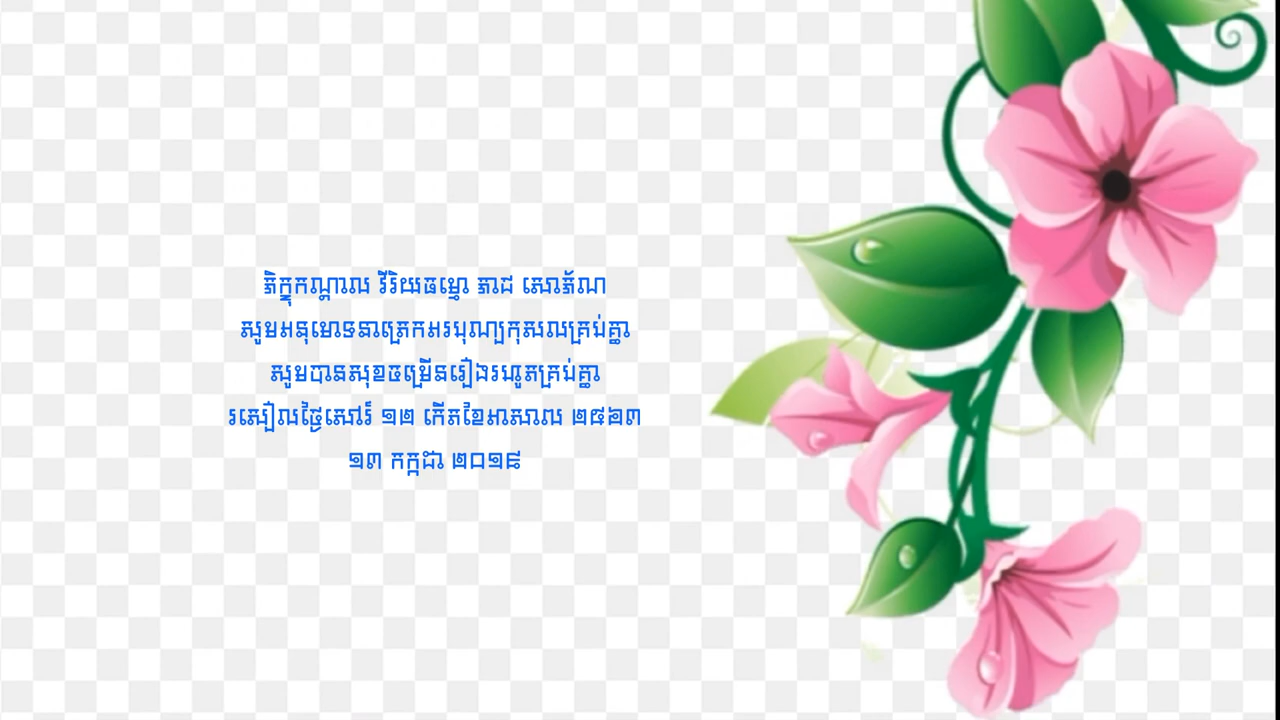 ភិក្ខុកណ្ដាល វីរិយធម្មោ ភាជ សោភ័ណ
សូមអនុមោទនាត្រេកអរបុណ្យកុសលគ្រប់គ្នា
សូមបានសុខចម្រើនរឿងរហូតគ្រប់គ្នា
រសៀលថ្ងៃសៅរ៍ ១២ កើតខែអាសាឍ ២៥៦៣
១៣ កក្កដា ២០១៩